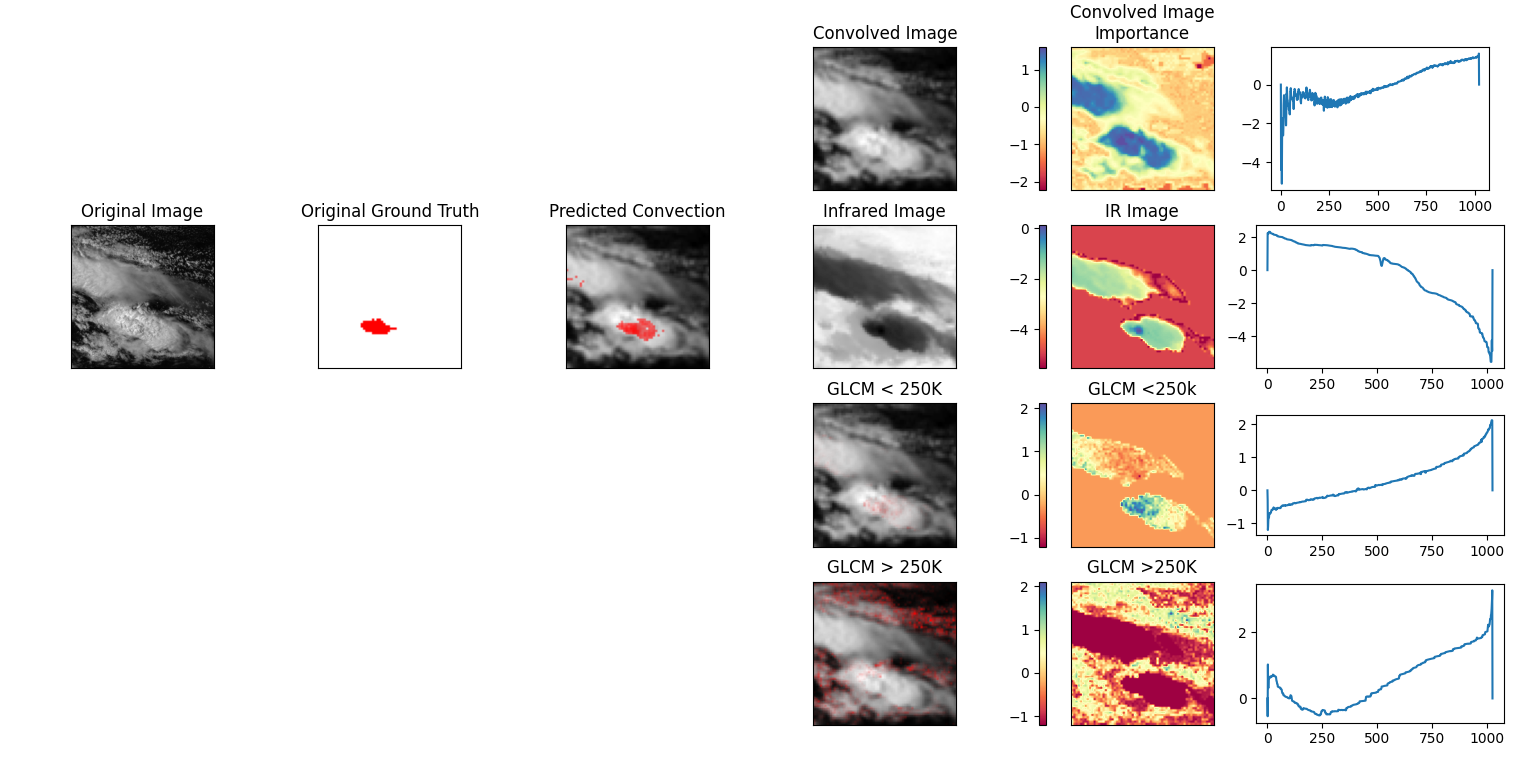 Convolved Image
1
0
−1
−2
Convolved Image
Importance
0
−2
−4
0 250 500 750 1000
Original Image
Original Ground Truth
Predicted Convection
Infrared Image
0
−2
−4
IR Image
2
0
−2
−4
0 250 500 750 1000
GLCM < 250K
2
1
0
−1
GLCM <250k
2
1
0
−1
0 250 500 750 1000
GLCM > 250K
2
1
0
−1
GLCM >250K
2
0
0 250 500 750 1000